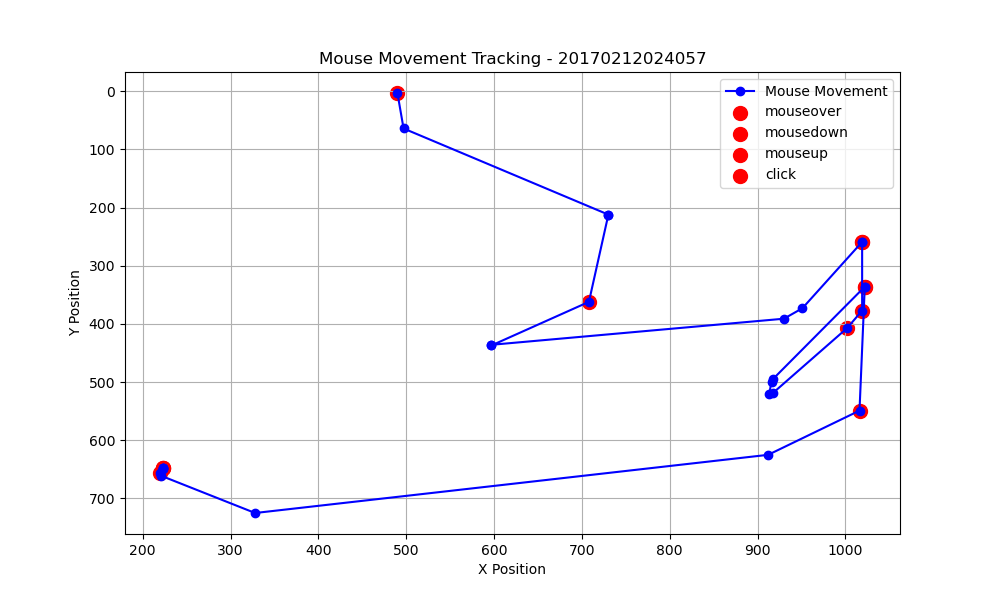 Mouse Movement Tracking - 20170212024057
Mouse Movement
mouseover
mousedown
mouseup
click
Y Position
0
100
200
300
400
500
600
700
200 300 400 500 600 700 800 900 1000
X Position